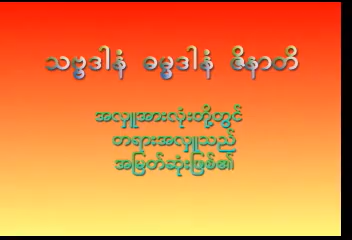 သဗ္ဗဒါနံ ဓမ္မဒါနံ ဇိနာတိ
အလှူအားလုံးတို့တွင်
တရားအလှူသည်
အမြတ်ဆုံးဖြစ်၏